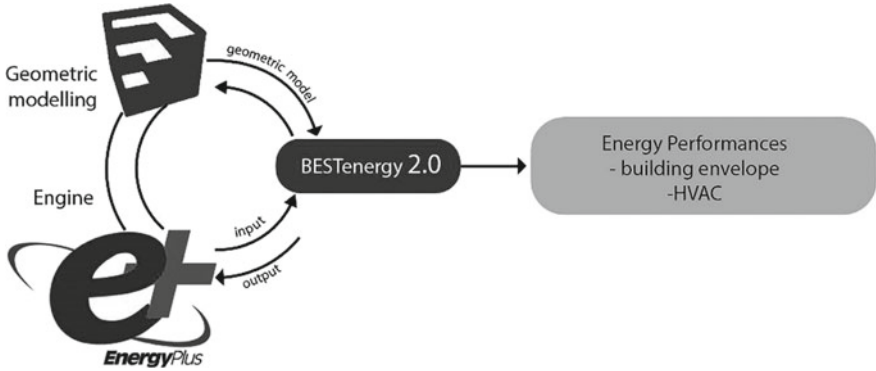 Geometric
modelling
geometric model
BESTenergy 2.0
Energy Performances
- building envelope
-HVAC
Engine
input
output
e+
EnergyPlus